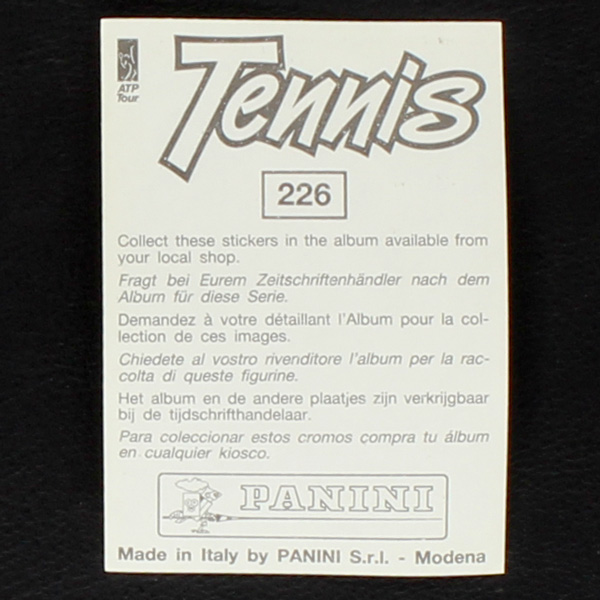 ATP
Tour
Tennis
226
Collect these stickers in the album available from
your local shop.
Fragt bei Eurem Zeitschriftenhändler nach dem
Album für diese Serie.
Demandez à votre détaillant l'Album pour la col-
lection de ces images.
Chiedete al vostro rivenditore l'album per la rac-
colta di queste figurine.
Het album en de andere plaatjes zijn verkrijgbaar
bij de tijdschrifthandelaar.
Para coleccionar estos cromos compra tu álbum
en cualquier kiosco.
PANINI
Made in Italy by PANINI S.r.l. - Modena